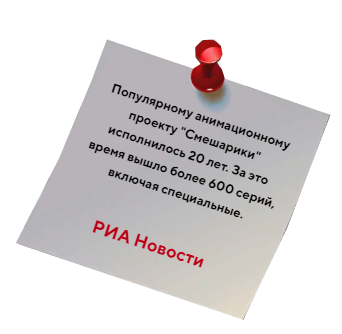 Популярному анимационному
проекту "Смешарики"
исполнилось 20 лет. За это
время вышло более 600 серий,
включая специальные.
РИА Новости